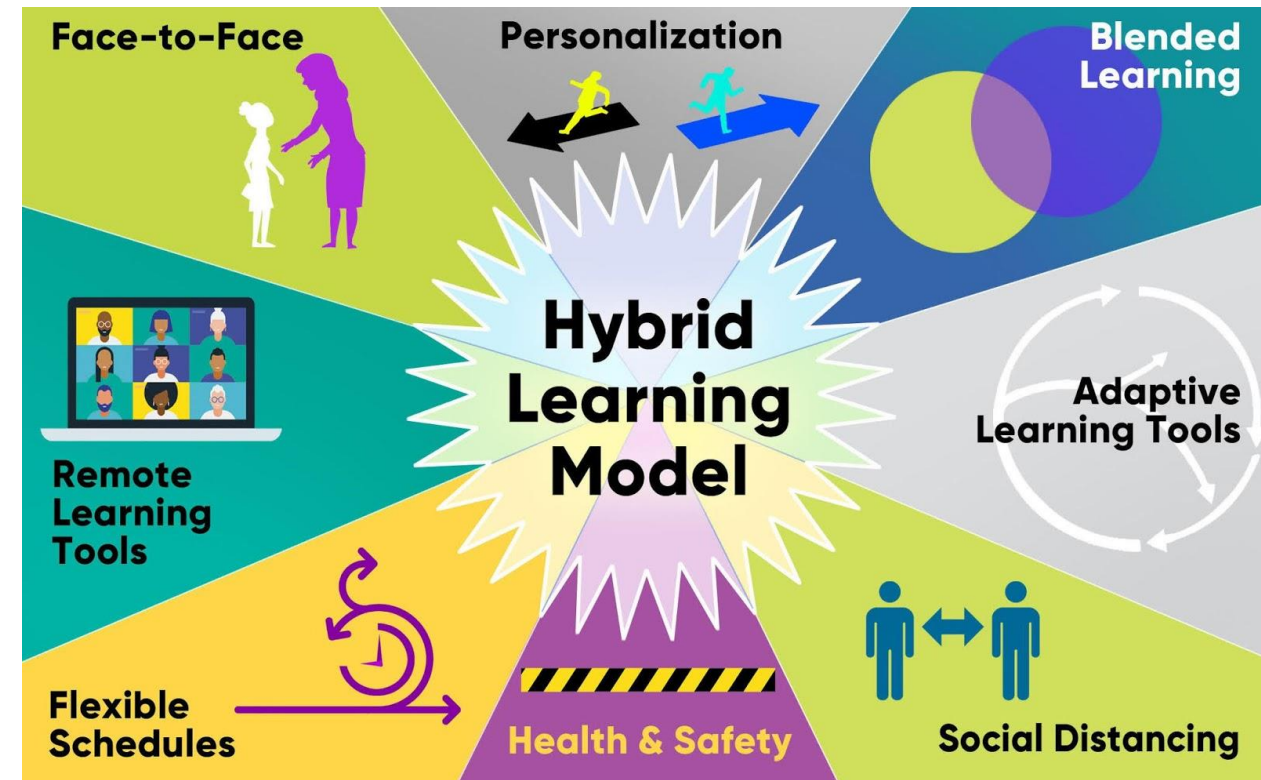 Face-to-Face
Personalization
Blended
Learning
Hybrid
Learning
Model
Adaptive
Learning Tools
Remote
Learning
Tools
Flexible
Schedules
Health & Safety
Social Distancing